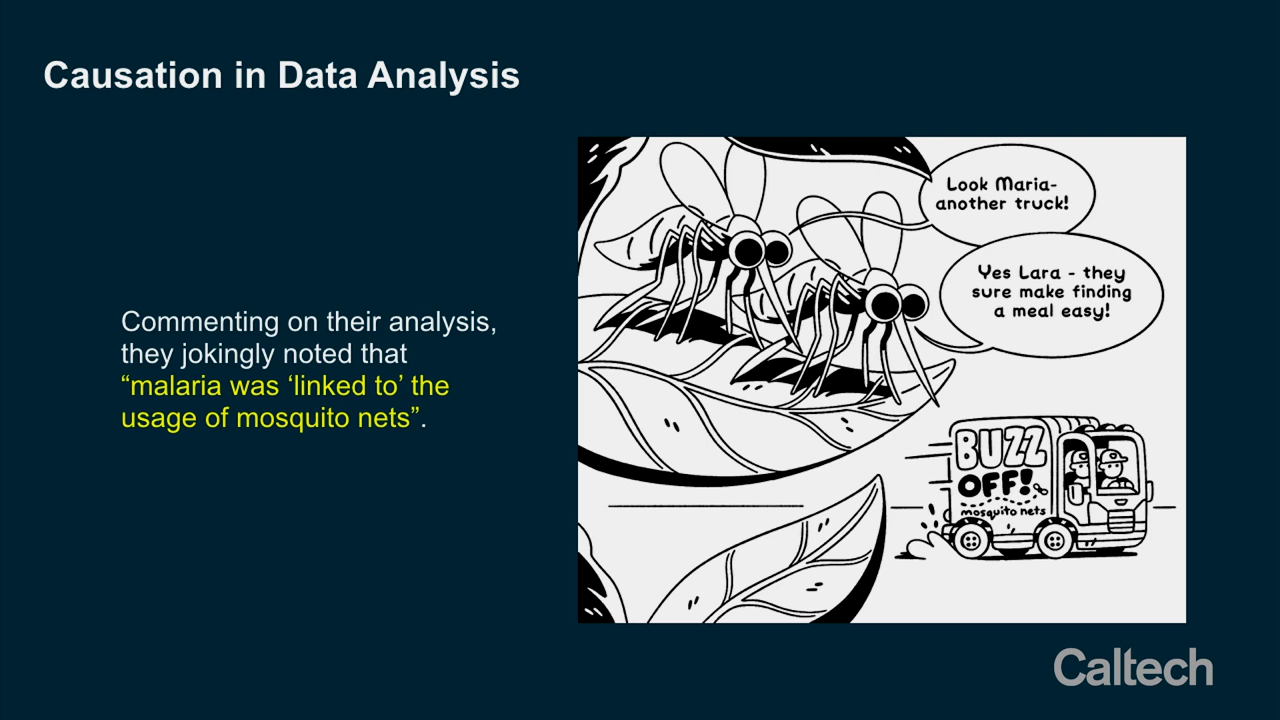 Causation in Data Analysis
Commenting on their analysis,
they jokingly noted that
“malaria was ‘linked to’ the
usage of mosquito nets”.
Look Maria-
another truck!
Yes Lara - they
sure make finding
a meal easy!
BUZZ
OFF!
mosquito nets
Caltech